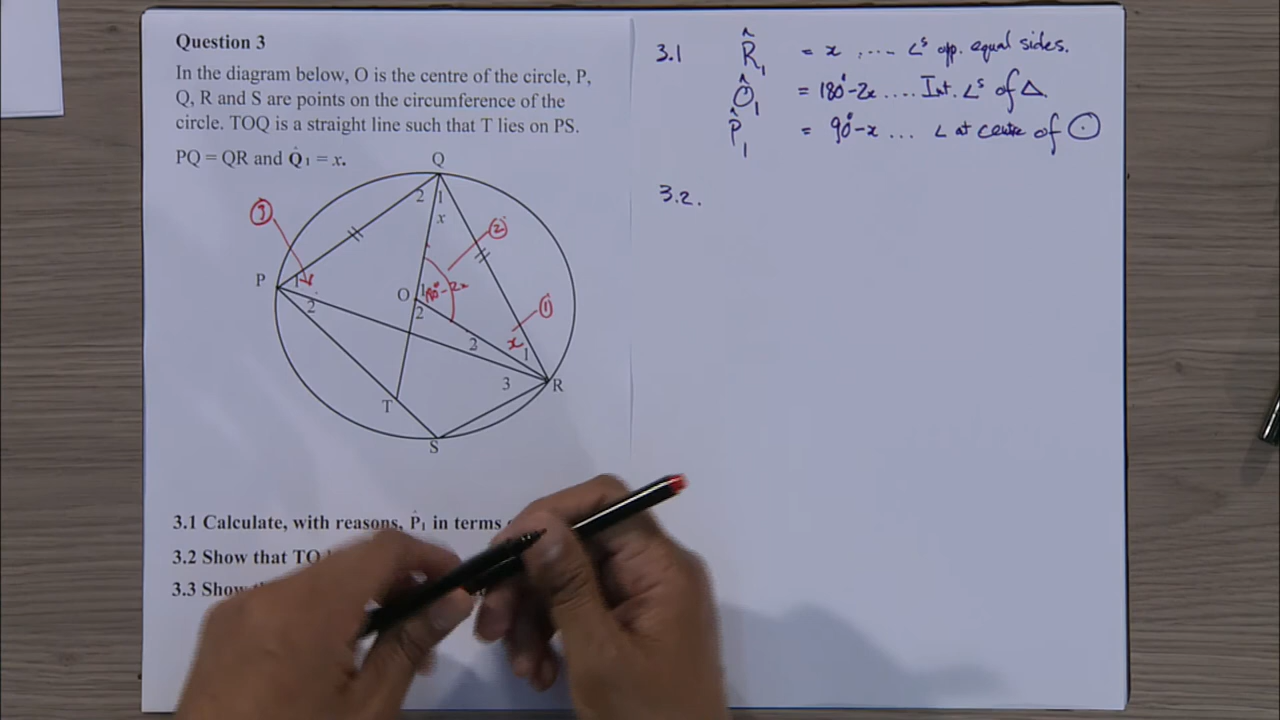 Question 3
In the diagram below, O is the centre of the circle, P,
Q, R and S are points on the circumference of the
circle. TOQ is a straight line such that T lies on PS.
PQ = QR and Q̂₁ = x.
Q
2 1
x
③
②
P
1
2
O
1 180° - 2x
2
①
x
2
1
3
R
T
S
3.1 Calculate, with reasons, P̂₁ in terms
3.2 Show that TQ
3.3 Show
3.1 R̂₁ = x .... ∠ˢ opp. equal sides.
Ô₁ = 180° - 2x .... Int. ∠ˢ of Δ.
P̂₁ = 90° - x ... ∠ at centre of ⊙
3.2.